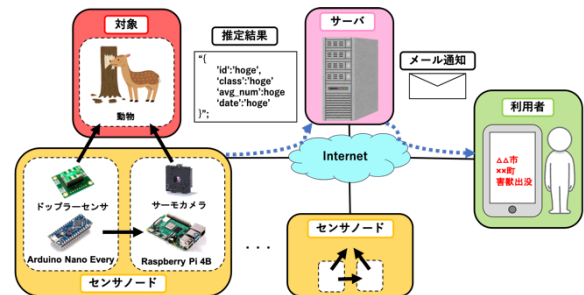 対象
動物
推定結果
“{
'id':'hoge',
'class':'hoge'
'avg_num':hoge
'date':'hoge'
}”;
サーバ
メール通知
利用者
△△市
××町
害獣出没
Internet
ドップラーセンサ
サーモカメラ
Arduino Nano Every
Raspberry Pi 4B
センサノード
. . .
センサノード